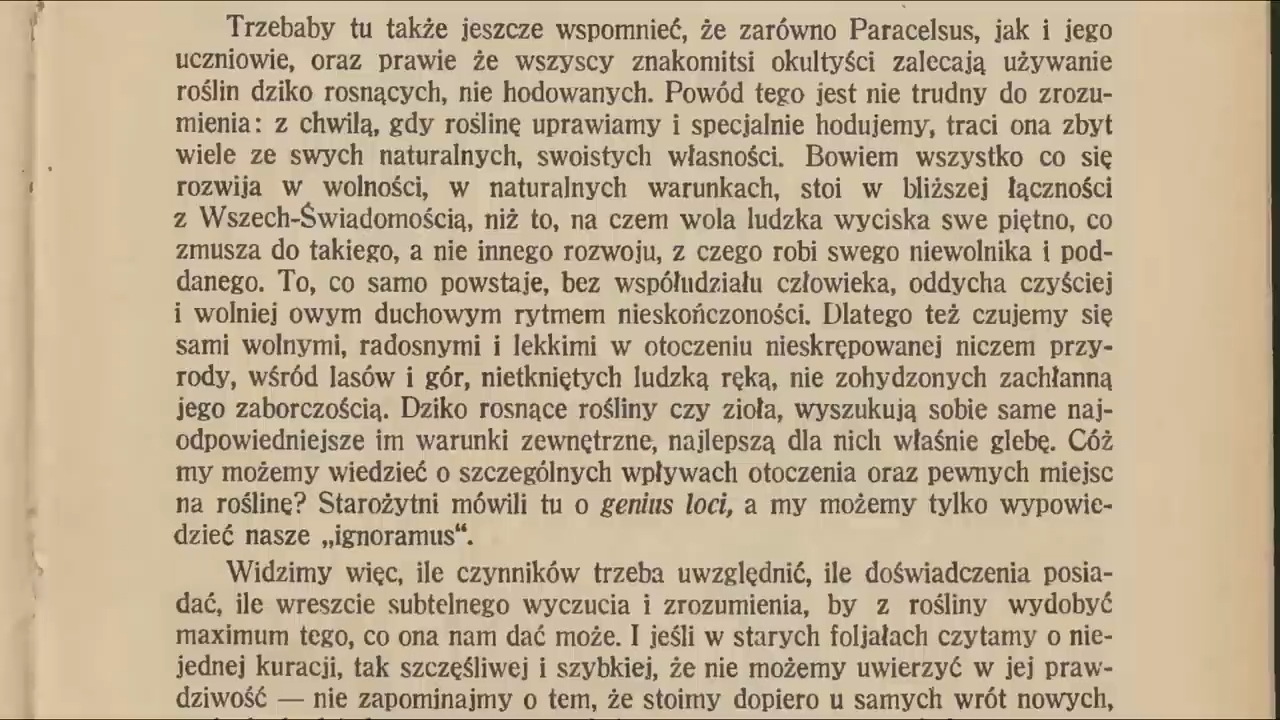 Trzebaby tu także jeszcze wspomnieć, że zarówno Paracelsus, jak i jego
uczniowie, oraz prawie że wszyscy znakomitsi okultyści zalecają używanie
roślin dziko rosnących, nie hodowanych. Powód tego jest nie trudny do zrozu-
mienia: z chwilą, gdy roślinę uprawiamy i specjalnie hodujemy, traci ona zbyt
wiele ze swych naturalnych, swoistych własności. Bowiem wszystko co się
rozwija w wolności, w naturalnych warunkach, stoi w bliższej łączności
z Wszech-Świadomością, niż to, na czem wola ludzka wyciska swe piętno, co
zmusza do takiego, a nie innego rozwoju, z czego robi swego niewolnika i pod-
danego. To, co samo powstaje, bez współudziału człowieka, oddycha czyściej
i wolniej owym duchowym rytmem nieskończoności. Dlatego też czujemy się
sami wolnymi, radosnymi i lekkimi w otoczeniu nieskrępowanej niczem przy-
rody, wśród lasów i gór, nietkniętych ludzką ręką, nie zohydzonych zachłanną
jego zaborczością. Dziko rosnące rośliny czy zioła, wyszukują sobie same naj-
odpowiedniejsze im warunki zewnętrzne, najlepszą dla nich właśnie glebę. Cóż
my możemy wiedzieć o szczególnych wpływach otoczenia oraz pewnych miejsc
na roślinę? Starożytni mówili tu o genius loci, a my możemy tylko wypowie-
dzieć nasze „ignoramus“.
Widzimy więc, ile czynników trzeba uwzględnić, ile doświadczenia posia-
dać, ile wreszcie subtelnego wyczucia i zrozumienia, by z rośliny wydobyć
maximum tego, co ona nam dać może. I jeśli w starych foljałach czytamy o nie-
jednej kuracji, tak szczęśliwej i szybkiej, że nie możemy uwierzyć w jej praw-
dziwość — nie zapominajmy o tem, że stoimy dopiero u samych wrót nowych,